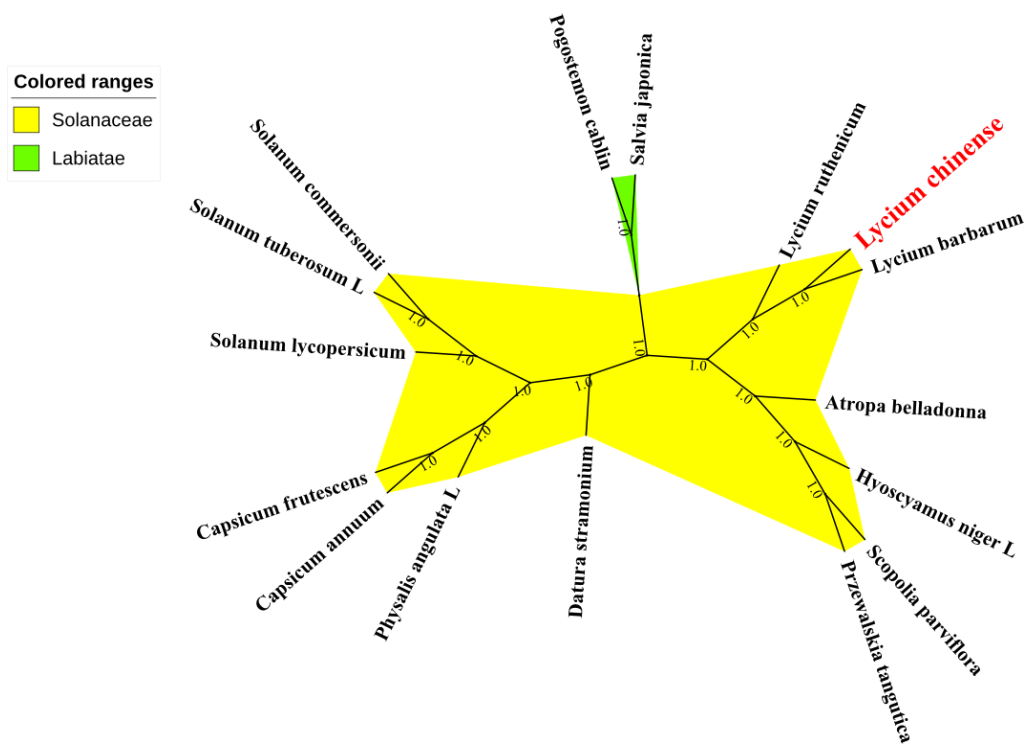 Colored ranges
Solanaceae
Labiatae
Pogostemon cablin
Salvia japonica
Lycium ruthenicum
Lycium chinense
Lycium barbarum
Atropa belladonna
Hyoscyamus niger L
Scopolia parviflora
Przewalskia tangutica
Datura stramonium
Physalis angulata L
Capsicum annuum
Capsicum frutescens
Solanum lycopersicum
Solanum tuberosum L
Solanum commersonii
1.0
1.0
1.0
1.0
1.0
1.0
1.0
1.0
1.0
1.0
1.0
1.0
1.0
1.0